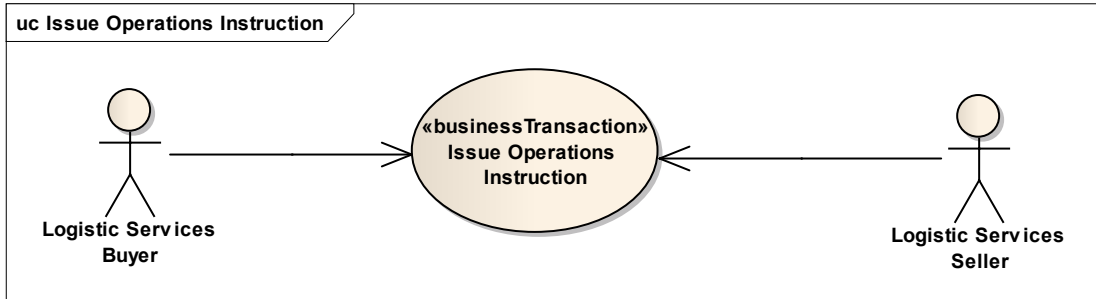 uc Issue Operations Instruction
«businessTransaction»
Issue Operations
Instruction
Logistic Services
Buyer
Logistic Services
Seller